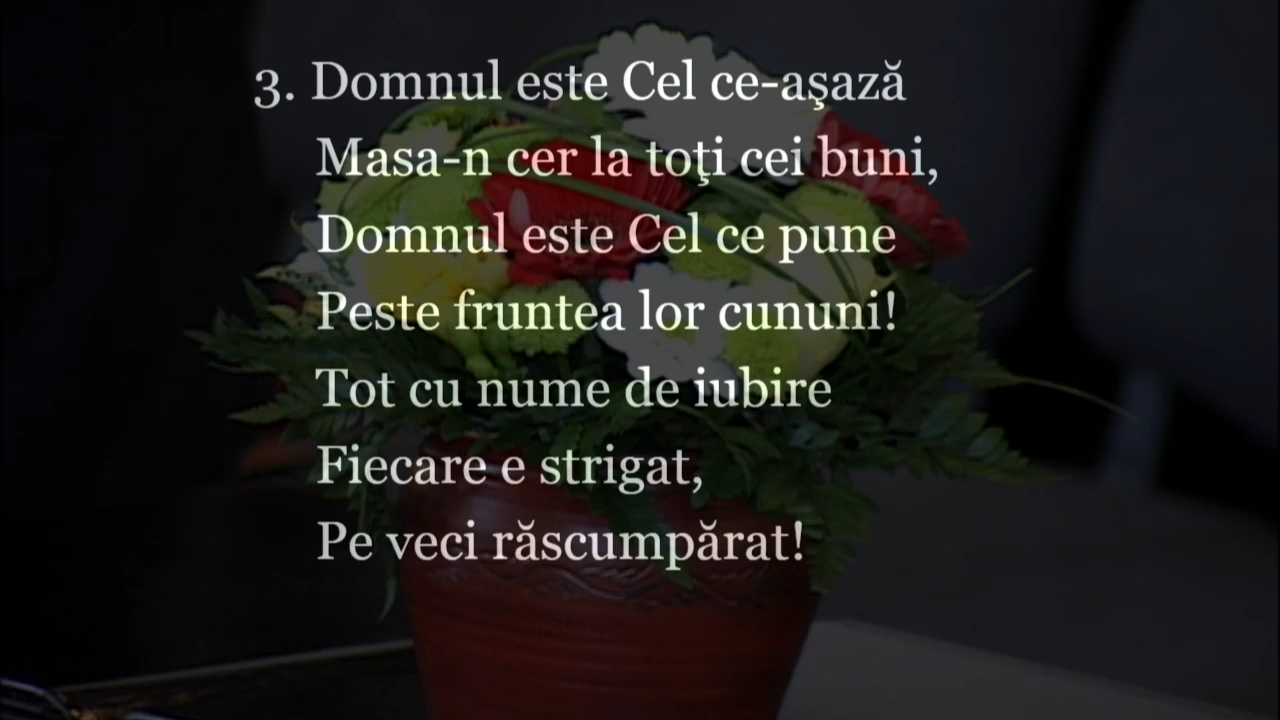 3. Domnul este Cel ce-aşază
Masa-n cer la toţi cei buni,
Domnul este Cel ce pune
Peste fruntea lor cununi!
Tot cu nume de iubire
Fiecare e strigat,
Pe veci răscumpărat!